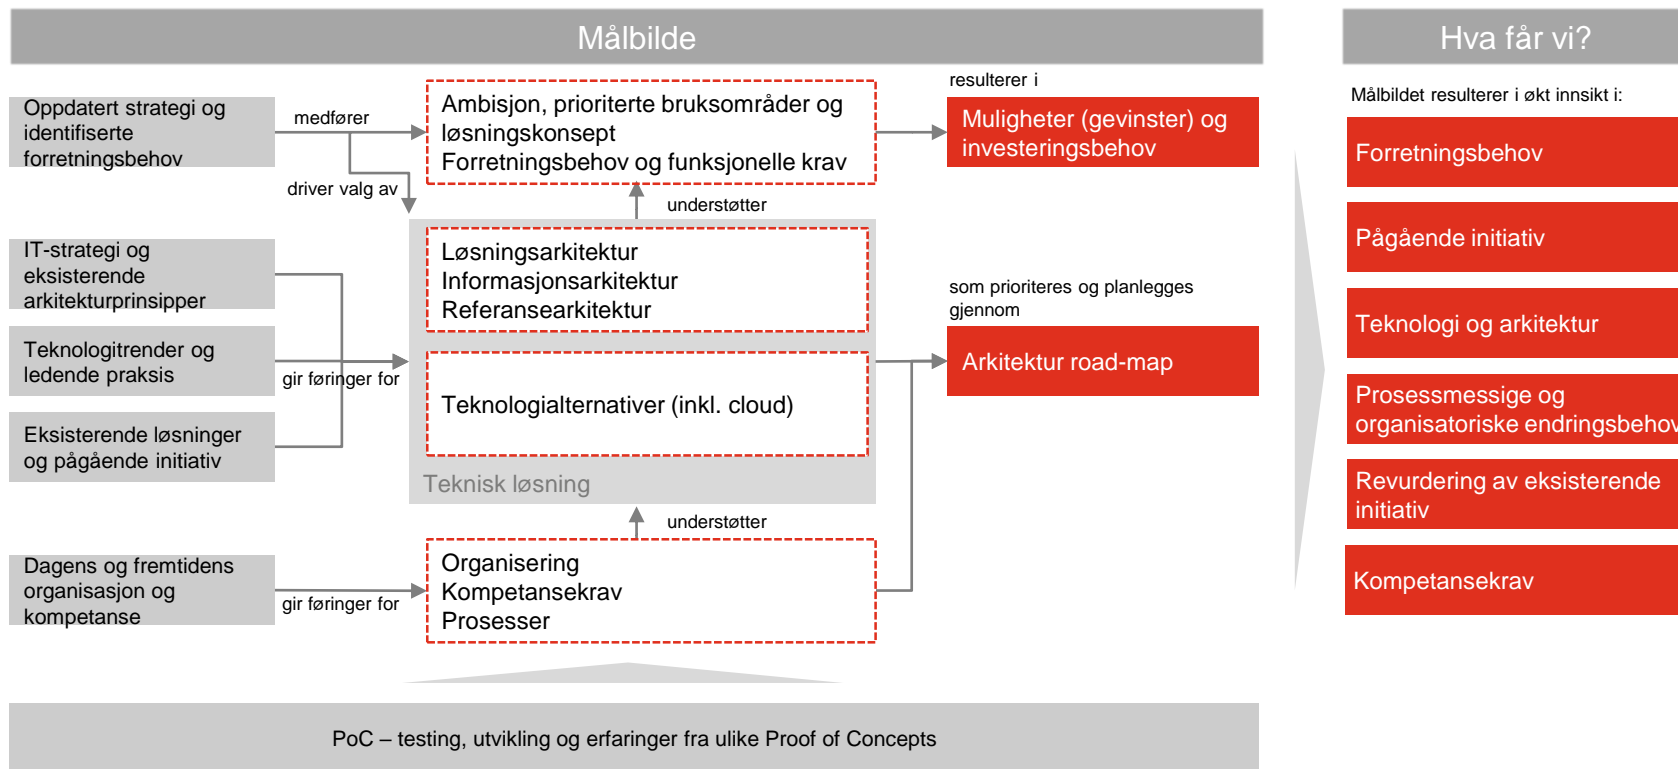 Målbilde
Hva får vi?
Oppdatert strategi og
identifiserte
forretningsbehov
medfører
driver valg av
Ambisjon, prioriterte bruksområder og
løsningskonsept
Forretningsbehov og funksjonelle krav
resulterer i
Muligheter (gevinster) og
investeringsbehov
understøtter
IT-strategi og
eksisterende
arkitekturprinsipper
Teknologitrender og
ledende praksis
Eksisterende løsninger
og pågående initiativ
gir føringer for
Løsningsarkitektur
Informasjonsarkitektur
Referansearkitektur
Teknologialternativer (inkl. cloud)
Teknisk løsning
som prioriteres og planlegges
gjennom
Arkitektur road-map
understøtter
Dagens og fremtidens
organisasjon og
kompetanse
gir føringer for
Organisering
Kompetansekrav
Prosesser
PoC – testing, utvikling og erfaringer fra ulike Proof of Concepts
Målbildet resulterer i økt innsikt i:
Forretningsbehov
Pågående initiativ
Teknologi og arkitektur
Prosessmessige og
organisatoriske endringsbehov
Revurdering av eksisterende
initiativ
Kompetansekrav